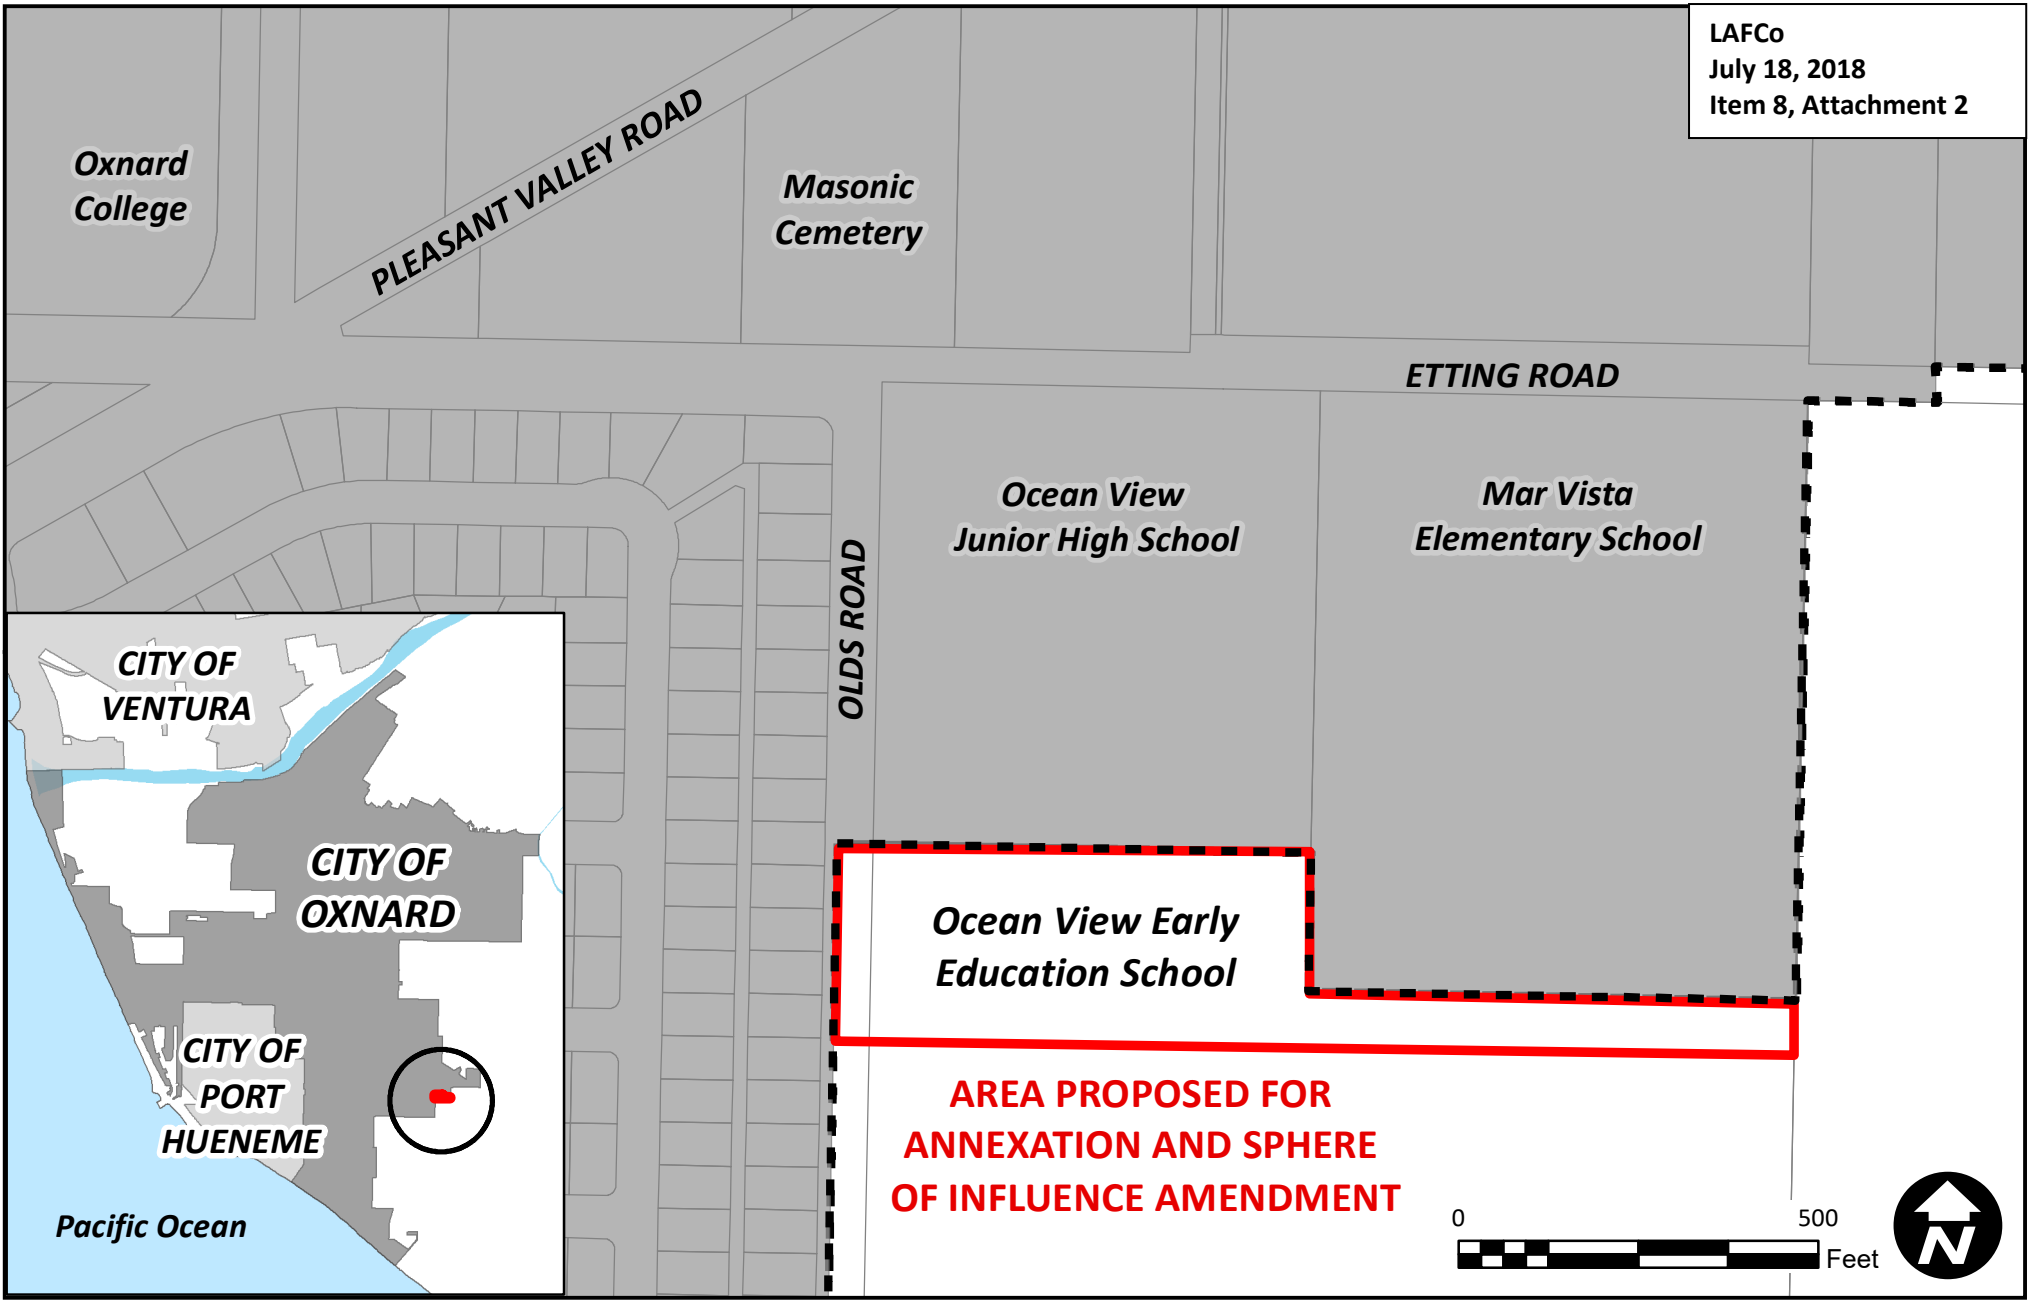 LAFCo
July 18, 2018
Item 8, Attachment 2
Oxnard
College
PLEASANT VALLEY ROAD
Masonic
Cemetery
ETTING ROAD
Ocean View
Junior High School
Mar Vista
Elementary School
OLDS ROAD
CITY OF
VENTURA
CITY OF
OXNARD
CITY OF
PORT
HUENEME
Pacific Ocean
Ocean View Early
Education School
AREA PROPOSED FOR
ANNEXATION AND SPHERE
OF INFLUENCE AMENDMENT
0 500
Feet
N